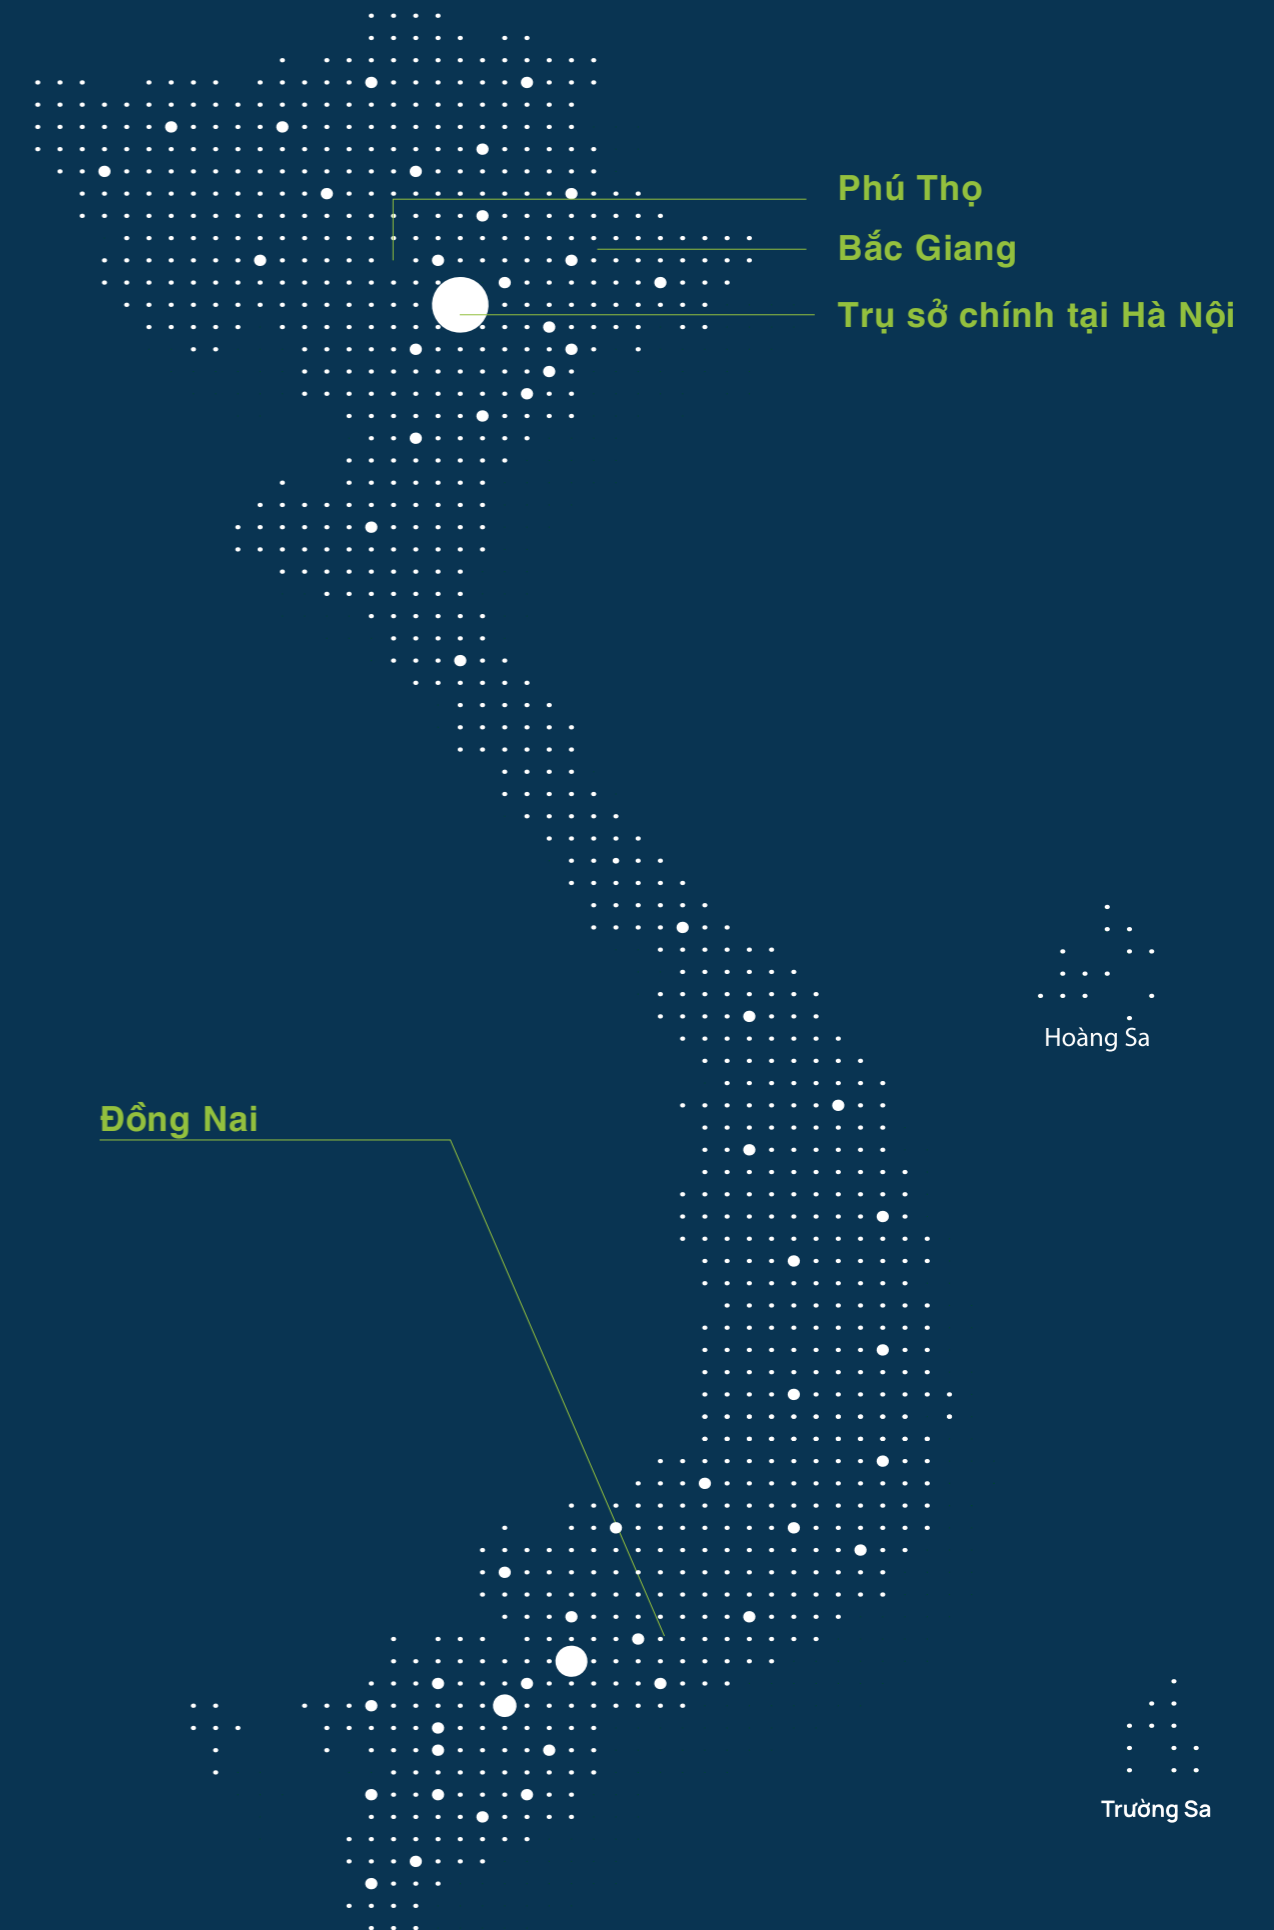 Phú Thọ
Bắc Giang
Trụ sở chính tại Hà Nội
Hoàng Sa
Đồng Nai
Trường Sa